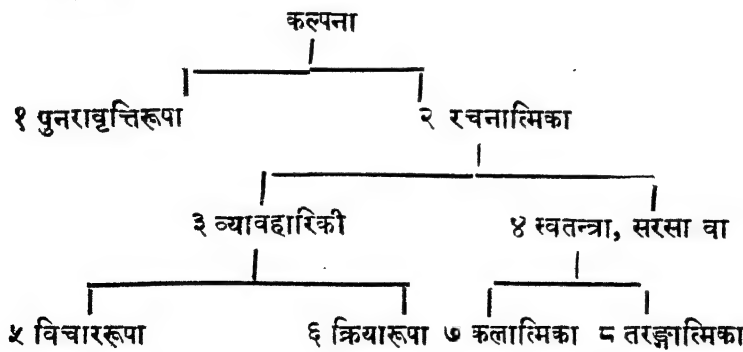 कल्पना
१ पुनरावृत्तिरूपा २ रचनात्मिका
३ व्यावहारिकी ४ स्वतन्त्रा, सरसा वा
५ विचाररूपा ६ क्रियारूपा ७ कलात्मिका ८ तरङ्गात्मिका